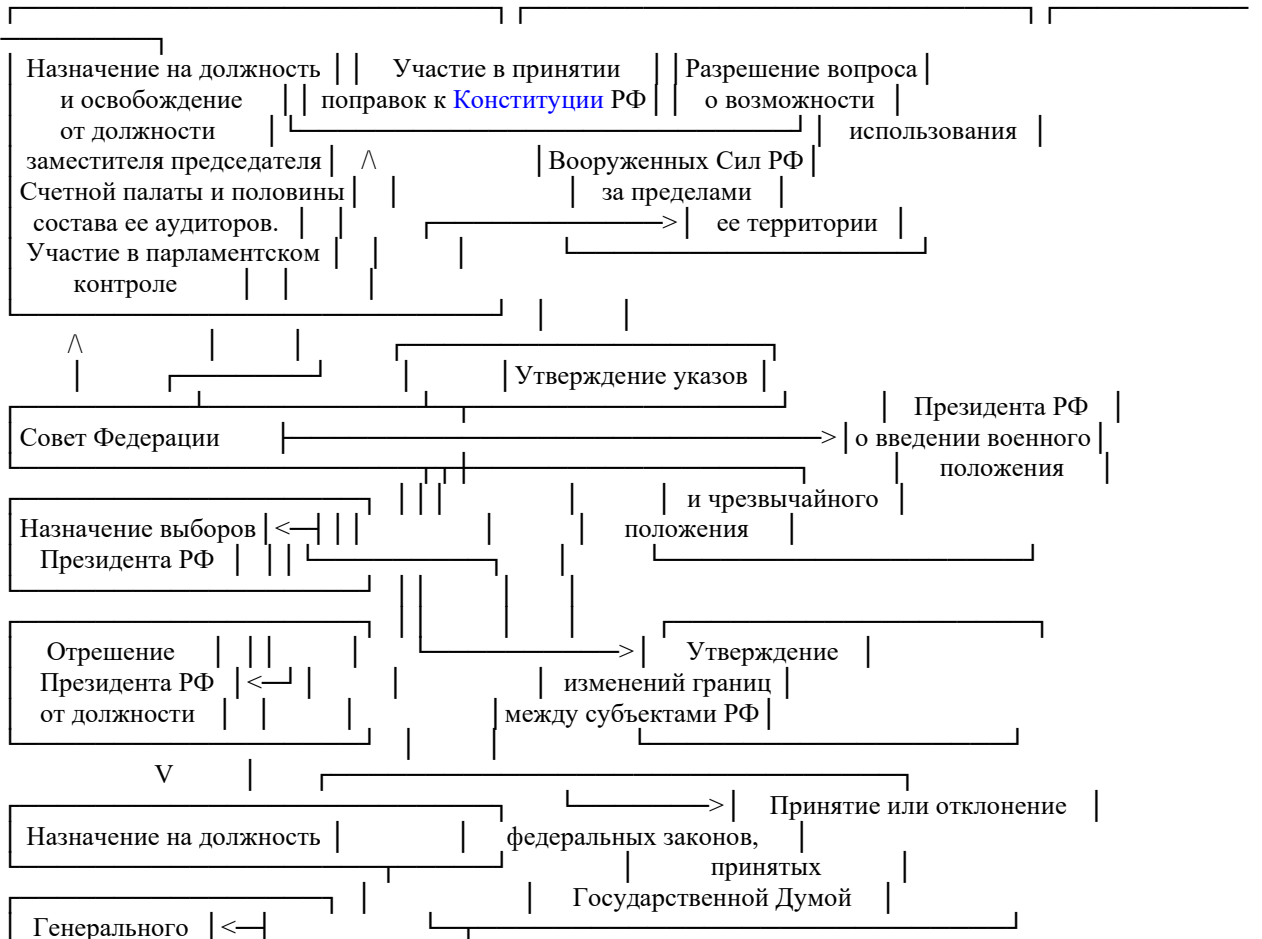 Назначение на должность Участие в принятии Разрешение вопроса
и освобождение поправок к Конституции РФ о возможности
от должности использования
заместителя председателя Вооруженных Сил РФ
Счетной палаты и половины за пределами
состава ее аудиторов. ее территории
Участие в парламентском
контроле
Утверждение указов
Президента РФ
Совет Федерации о введении военного
положения
и чрезвычайного
Назначение выборов положения
Президента РФ
Отрешение Утверждение
Президента РФ изменений границ
от должности между субъектами РФ
Принятие или отклонение
Назначение на должность федеральных законов,
принятых
Государственной Думой
Генерального